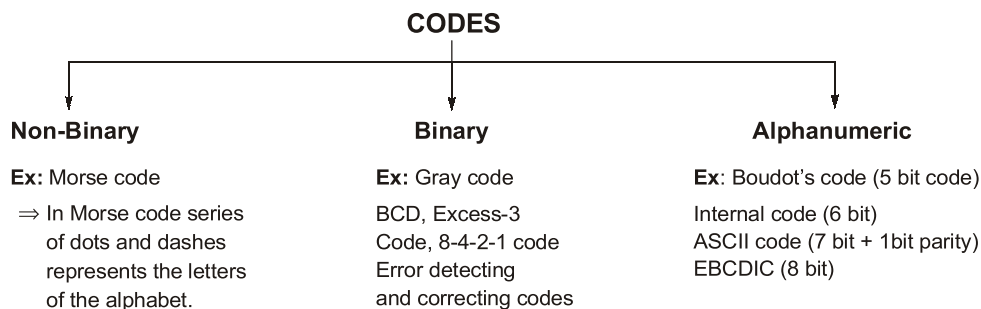 CODES
Non-Binary
Ex: Morse code
⇒ In Morse code series
of dots and dashes
represents the letters
of the alphabet.
Binary
Ex: Gray code
BCD, Excess-3
Code, 8-4-2-1 code
Error detecting
and correcting codes
Alphanumeric
Ex: Boudot's code (5 bit code)
Internal code (6 bit)
ASCII code (7 bit + 1bit parity)
EBCDIC (8 bit)